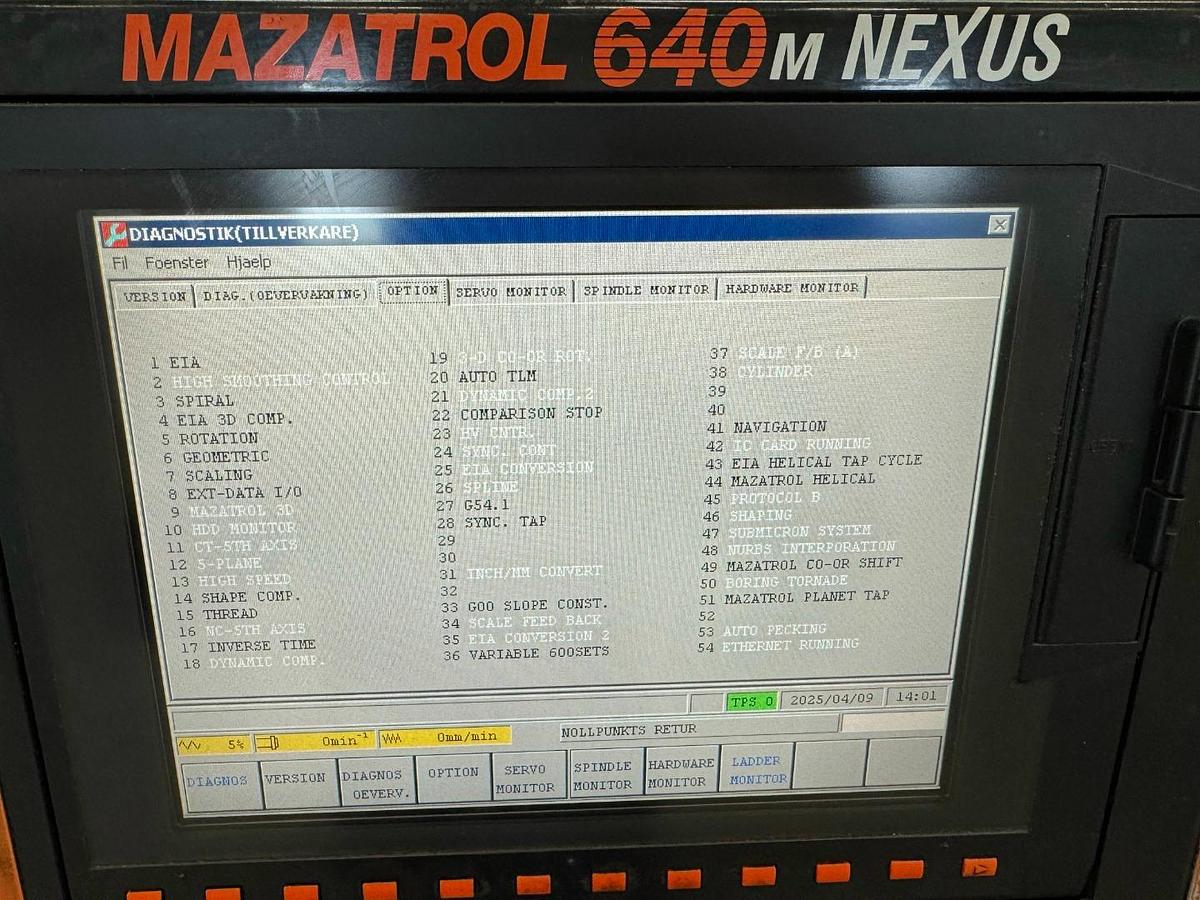 MAZATROL 640M NEXUS
DIAGNOSTIK(TILLVERKARE)
Fil Foenster Hjaelp
VERSION DIAG.(OEVERVAKNING) OPTION SERVO MONITOR SPINDLE MONITOR HARDWARE MONITOR
1 EIA
2 HIGH SMOOTHING CONTROL
3 SPIRAL
4 EIA 3D COMP.
5 ROTATION
6 GEOMETRIC
7 SCALING
8 EXT-DATA I/O
9 MAZATROL 3D
10 HDD MONITOR
11 CT-5TH AXIS
12 5-PLANE
13 HIGH SPEED
14 SHAPE COMP.
15 THREAD
16 NC-5TH AXIS
17 INVERSE TIME
18 DYNAMIC COMP.
19 3-D CO-OR ROT.
20 AUTO TLM
21 DYNAMIC COMP.2
22 COMPARISON STOP
23 HV CNTR.
24 SYNC. CONT
25 EIA CONVERSION
26 SPLINE
27 G54.1
28 SYNC. TAP
29
30
31 INCH/MM CONVERT
32
33 G00 SLOPE CONST.
34 SCALE FEED BACK
35 EIA CONVERSION 2
36 VARIABLE 600SETS
37 SCALE F/B (A)
38 CYLINDER
39
40
41 NAVIGATION
42 IC CARD RUNNING
43 EIA HELICAL TAP CYCLE
44 MAZATROL HELICAL
45 PROTOCOL B
46 SHAPING
47 SUBMICRON SYSTEM
48 NURBS INTERPORATION
49 MAZATROL CO-OR SHIFT
50 BORING TORNADE
51 MAZATROL PLANET TAP
52
53 AUTO PECKING
54 ETHERNET RUNNING
TPS 0 2025/04/09 14:01
5% 0min⁻¹ 0mm/min NOLLPUNKTS RETUR
DIAGNOS
VERSION
DIAGNOS
OEVERV.
OPTION
SERVO
MONITOR
SPINDLE
MONITOR
HARDWARE
MONITOR
LADDER
MONITOR